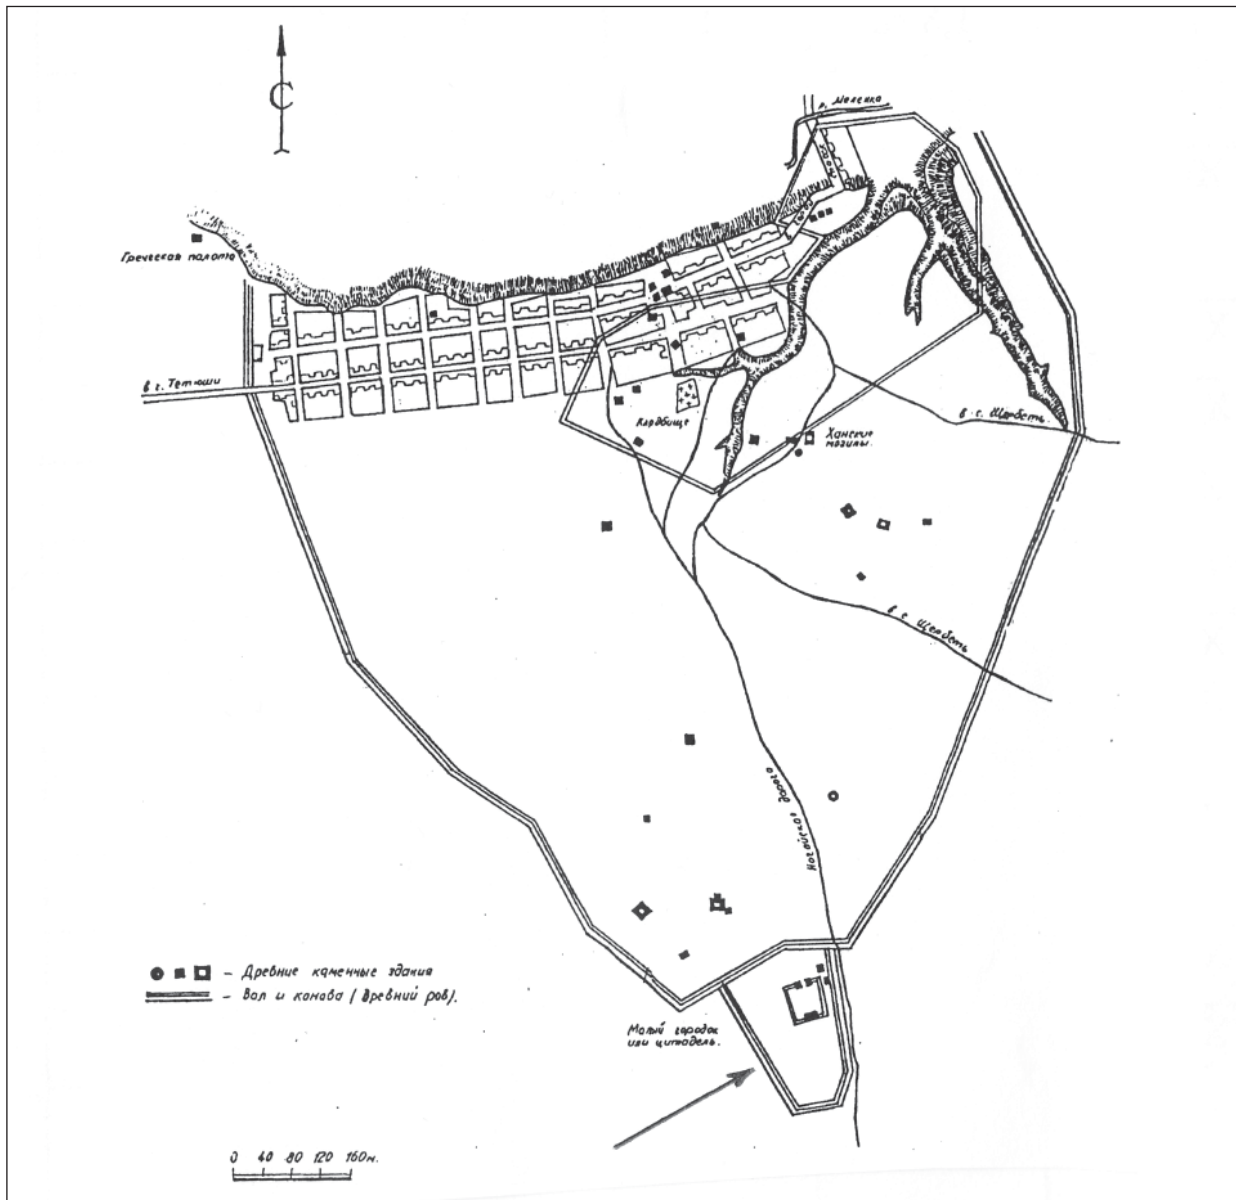 С
р. Меленка
Греческая палата
в г. Тетюши
Кладбище
Ханские
могилы.
в с. Щербеть
в с. Щербеть
Ногайская дорога
- Древние каменные здания
- Вал и канава (древний ров).
Малый городок
или цитадель.
0 40 80 120 160м.